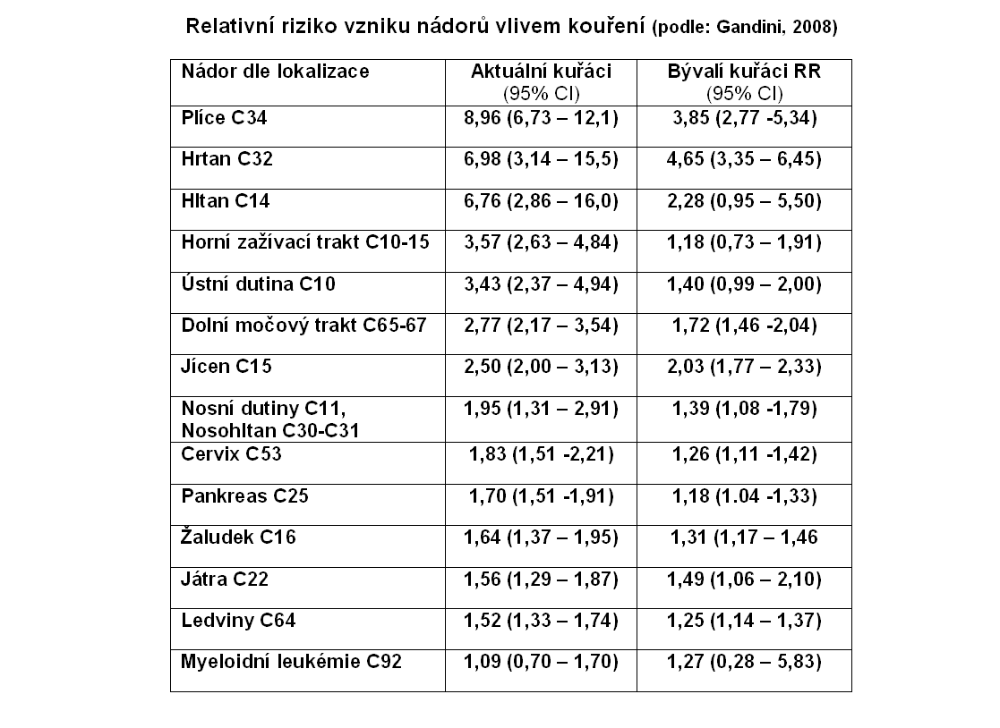 Relativní riziko vzniku nádorů vlivem kouření (podle: Gandini, 2008)
Nádor dle lokalizace Aktuální kuřáci Bývalí kuřáci RR
(95% CI) (95% CI)
Plíce C34 8,96 (6,73 – 12,1) 3,85 (2,77 -5,34)
Hrtan C32 6,98 (3,14 – 15,5) 4,65 (3,35 – 6,45)
Hltan C14 6,76 (2,86 – 16,0) 2,28 (0,95 – 5,50)
Horní zažívací trakt C10-15 3,57 (2,63 – 4,84) 1,18 (0,73 – 1,91)
Ústní dutina C10 3,43 (2,37 – 4,94) 1,40 (0,99 – 2,00)
Dolní močový trakt C65-67 2,77 (2,17 – 3,54) 1,72 (1,46 -2,04)
Jícen C15 2,50 (2,00 – 3,13) 2,03 (1,77 – 2,33)
Nosní dutiny C11, 1,95 (1,31 – 2,91) 1,39 (1,08 -1,79)
Nosohltan C30-C31
Cervix C53 1,83 (1,51 -2,21) 1,26 (1,11 -1,42)
Pankreas C25 1,70 (1,51 -1,91) 1,18 (1.04 -1,33)
Žaludek C16 1,64 (1,37 – 1,95) 1,31 (1,17 – 1,46
Játra C22 1,56 (1,29 – 1,87) 1,49 (1,06 – 2,10)
Ledviny C64 1,52 (1,33 – 1,74) 1,25 (1,14 – 1,37)
Myeloidní leukémie C92 1,09 (0,70 – 1,70) 1,27 (0,28 – 5,83)